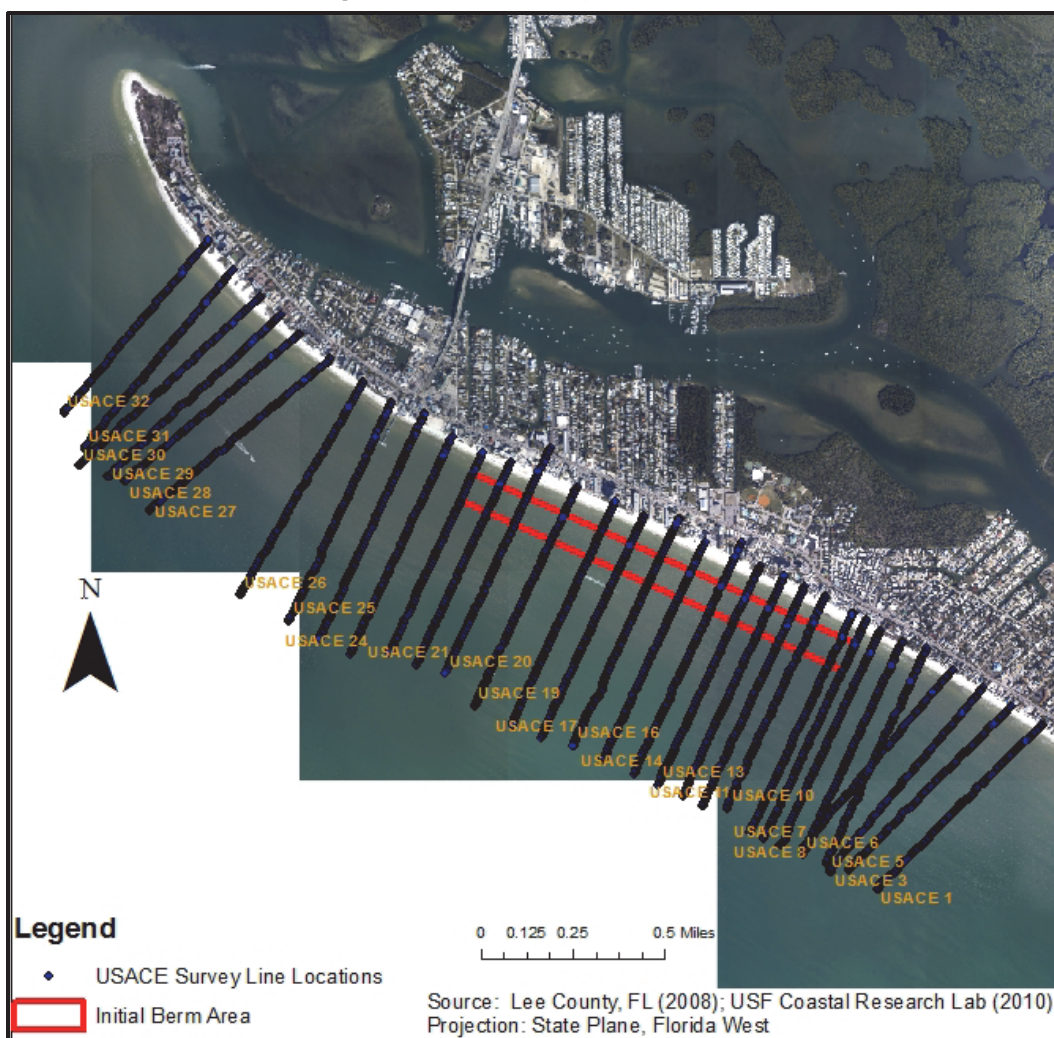 USACE 32
USACE 31
USACE 30
USACE 29
USACE 28
USACE 27
N
USACE 26
USACE 25
USACE 24
USACE 21
USACE 20
USACE 19
USACE 17
USACE 16
USACE 14
USACE 13
USACE 11
USACE 10
USACE 7
USACE 8
USACE 6
USACE 5
USACE 3
USACE 1
Legend
USACE Survey Line Locations
Initial Berm Area
0 0.125 0.25 0.5 Miles
Source: Lee County, FL (2008); USF Coastal Research Lab (2010)
Projection: State Plane, Florida West